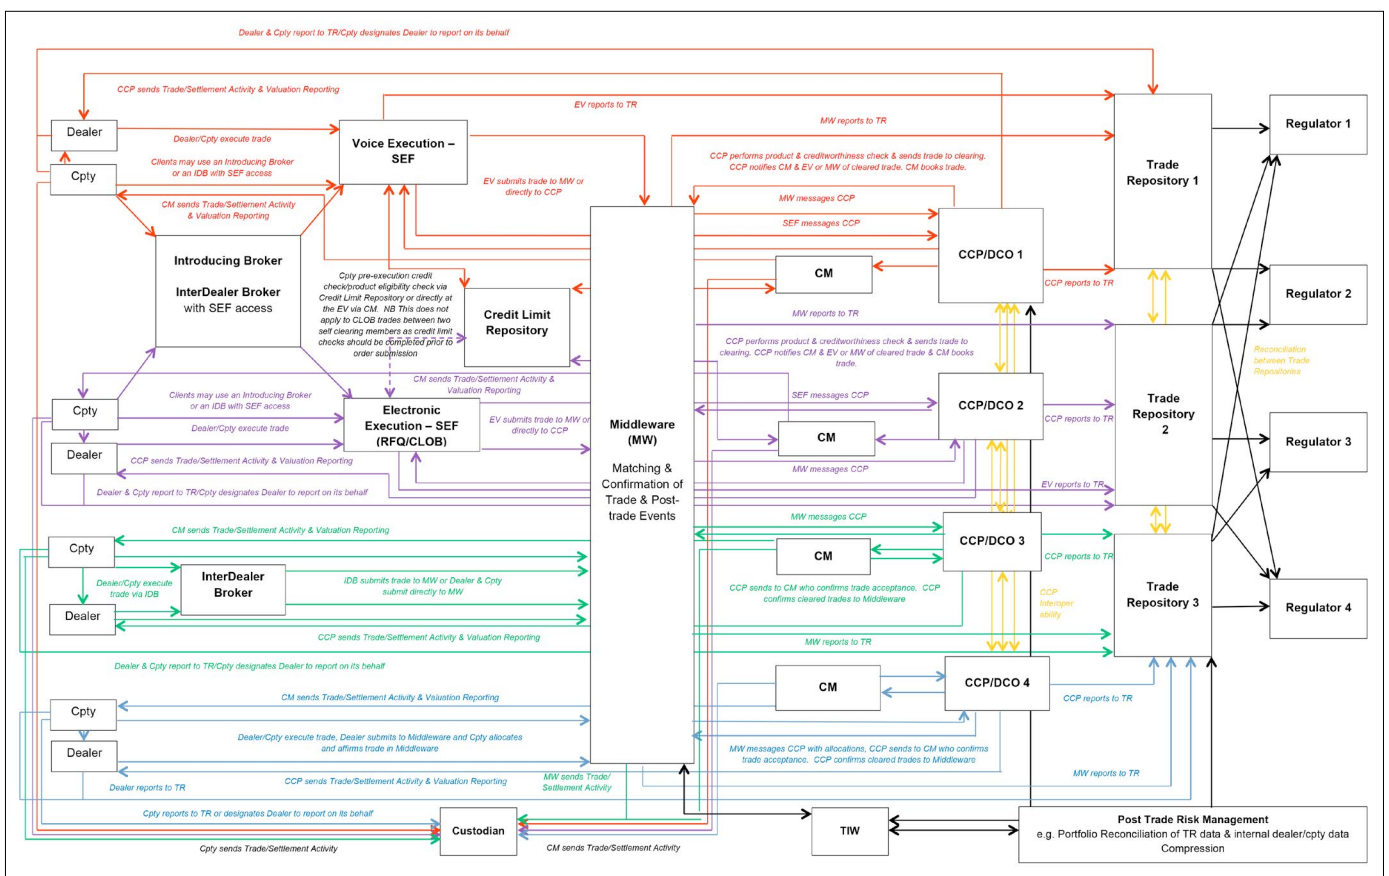 Dealer & Cpty report to TR/Cpty designates Dealer to report on its behalf
CCP sends Trade/Settlement Activity & Valuation Reporting
EV reports to TR
MW reports to TR
Dealer
Dealer/Cpty execute trade
Voice Execution –
SEF
Cpty
Clients may use an Introducing Broker
or an IDB with SEF access
CM sends Trade/Settlement Activity
& Valuation Reporting
EV submits trade to MW or
directly to CCP
CCP performs product & creditworthiness check & sends trade to clearing.
CCP notifies CM & EV or MW of cleared trade. CM books trade.
MW messages CCP
SEF messages CCP
Trade
Repository 1
Regulator 1
Introducing Broker
InterDealer Broker
with SEF access
Cpty pre-execution credit
check/product eligibility check via
Credit Limit Repository or directly at
the EV via CM. NB This does not
apply to CLOB trades between two
self clearing members as credit limit
checks should be completed prior to
order submission
Credit Limit
Repository
CM
CCP/DCO 1
CCP reports to TR
Regulator 2
MW reports to TR
CCP performs product & creditworthiness check & sends trade to
clearing. CCP notifies CM & EV or MW of cleared trade & CM books
trade.
Reconciliation
between Trade
Repositories
CM sends Trade/Settlement Activity &
Valuation Reporting
Cpty
Clients may use an Introducing Broker
or an IDB with SEF access
Dealer/Cpty execute trade
Electronic
Execution – SEF
(RFQ/CLOB)
EV submits trade to MW or
directly to CCP
SEF messages CCP
CCP/DCO 2
CCP reports to TR
Trade
Repository
2
Dealer
CCP sends Trade/Settlement Activity & Valuation Reporting
CM
MW messages CCP
Regulator 3
Middleware
(MW)
Matching &
Confirmation of
Trade & Post-
trade Events
Dealer & Cpty report to TR/Cpty designates Dealer to report on its behalf
EV reports to TR
CM sends Trade/Settlement Activity & Valuation Reporting
MW messages CCP
Cpty
Dealer/Cpty execute
trade via IDB
InterDealer
Broker
IDB submits trade to MW or Dealer & Cpty
submit directly to MW
CM
CCP/DCO 3
CCP reports to TR
CCP sends to CM who confirms trade acceptance, CCP
confirms cleared trades to Middleware
CCP
Interoper
ability
Trade
Repository 3
Regulator 4
Dealer
CCP sends Trade/Settlement Activity & Valuation Reporting
MW reports to TR
Dealer & Cpty report to TR/Cpty designates Dealer to report on its behalf
CM sends Trade/Settlement Activity & Valuation Reporting
CM
CCP/DCO 4
CCP reports to TR
Cpty
Dealer/Cpty execute trade, Dealer submits to Middleware and Cpty allocates
and affirms trade in Middleware
Dealer
MW messages CCP with allocations, CCP sends to CM who confirms
trade acceptance. CCP confirms cleared trades to Middleware
CCP sends Trade/Settlement Activity & Valuation Reporting
Dealer reports to TR
MW sends Trade/
Settlement Activity
MW reports to TR
Cpty reports to TR or designates Dealer to report on its behalf
Custodian
TIW
Post Trade Risk Management
e.g. Portfolio Reconciliation of TR data & internal dealer/cpty data
Compression
Cpty sends Trade/Settlement Activity
CM sends Trade/Settlement Activity